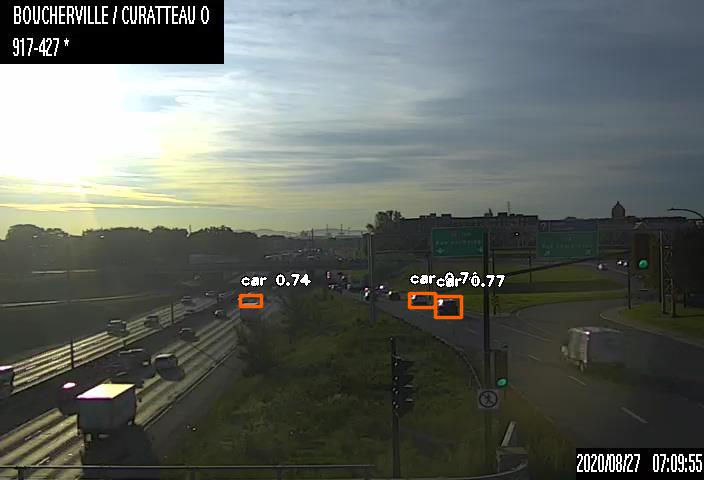 BOUCHERVILLE / CURATTEAU O
917-427 *
car 0.74
car 0.77
2020/08/27 07:09:55